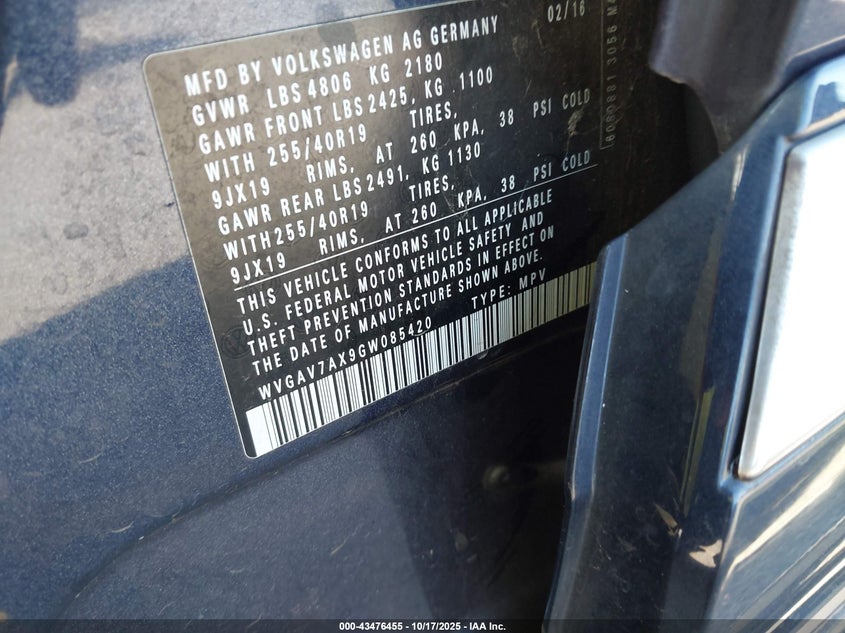 MFD BY VOLKSWAGEN AG GERMANY 02/16
GVWR LBS 4806 KG 2180
GAWR FRONT LBS 2425, KG 1100
WITH 255/40R19 TIRES,
9JX19 RIMS, AT 260 KPA, 38 PSI COLD
GAWR REAR LBS 2491, KG 1130
WITH 255/40R19 TIRES,
9JX19 RIMS, AT 260 KPA, 38 PSI COLD
THIS VEHICLE CONFORMS TO ALL APPLICABLE
U.S. FEDERAL MOTOR VEHICLE SAFETY AND
THEFT PREVENTION STANDARDS IN EFFECT ON
THE DATE OF MANUFACTURE SHOWN ABOVE.
WVGAV7AX9GW085420 TYPE: MPV
3056
000-43476455 | 10/17/2025 | IAA Inc.